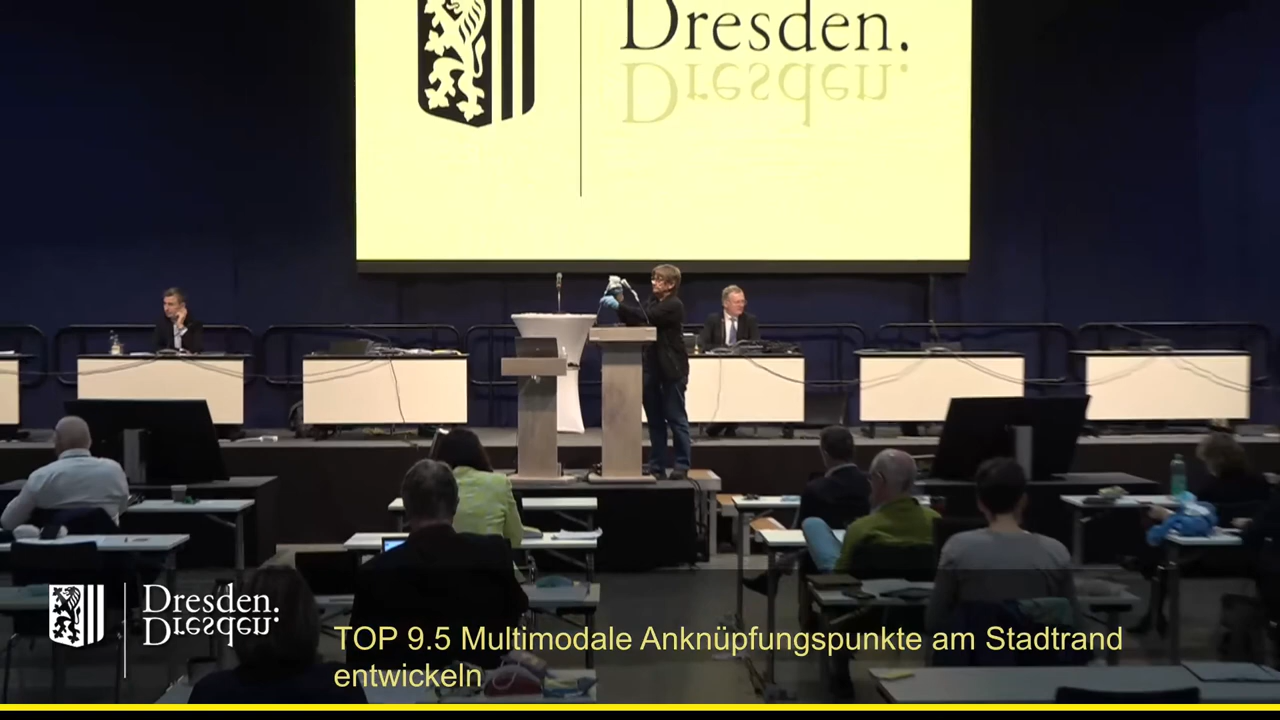 Dresden.
Dresden.
Dresden.
Dresden.
TOP 9.5 Multimodale Anknüpfungspunkte am Stadtrand
entwickeln